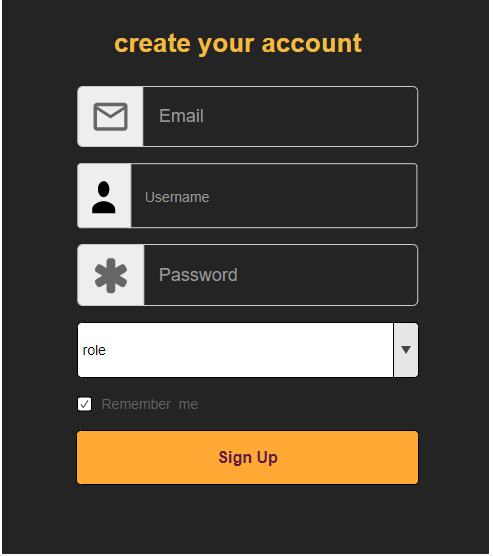 create your account
Email
Username
Password
role
Remember me
Sign Up